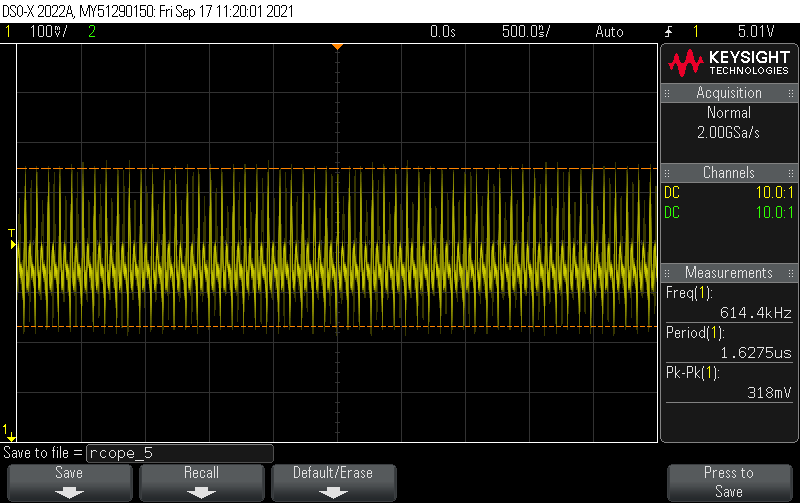 DSO-X 2022A, MY51290150: Fri Sep 17 11:20:01 2021
1 100%/ 2 0.0s 500.0%/ Auto 1 5.01V
KEYSIGHT
TECHNOLOGIES
Acquisition
Normal
2.00GSa/s
Channels
DC 10.0:1
DC 10.0:1
T
Measurements
Freq(1):
614.4kHz
Period(1):
1.6275us
Pk-Pk(1):
318mV
1
Save to file = rcope_5
Save Recall Default/Erase Press to
Save